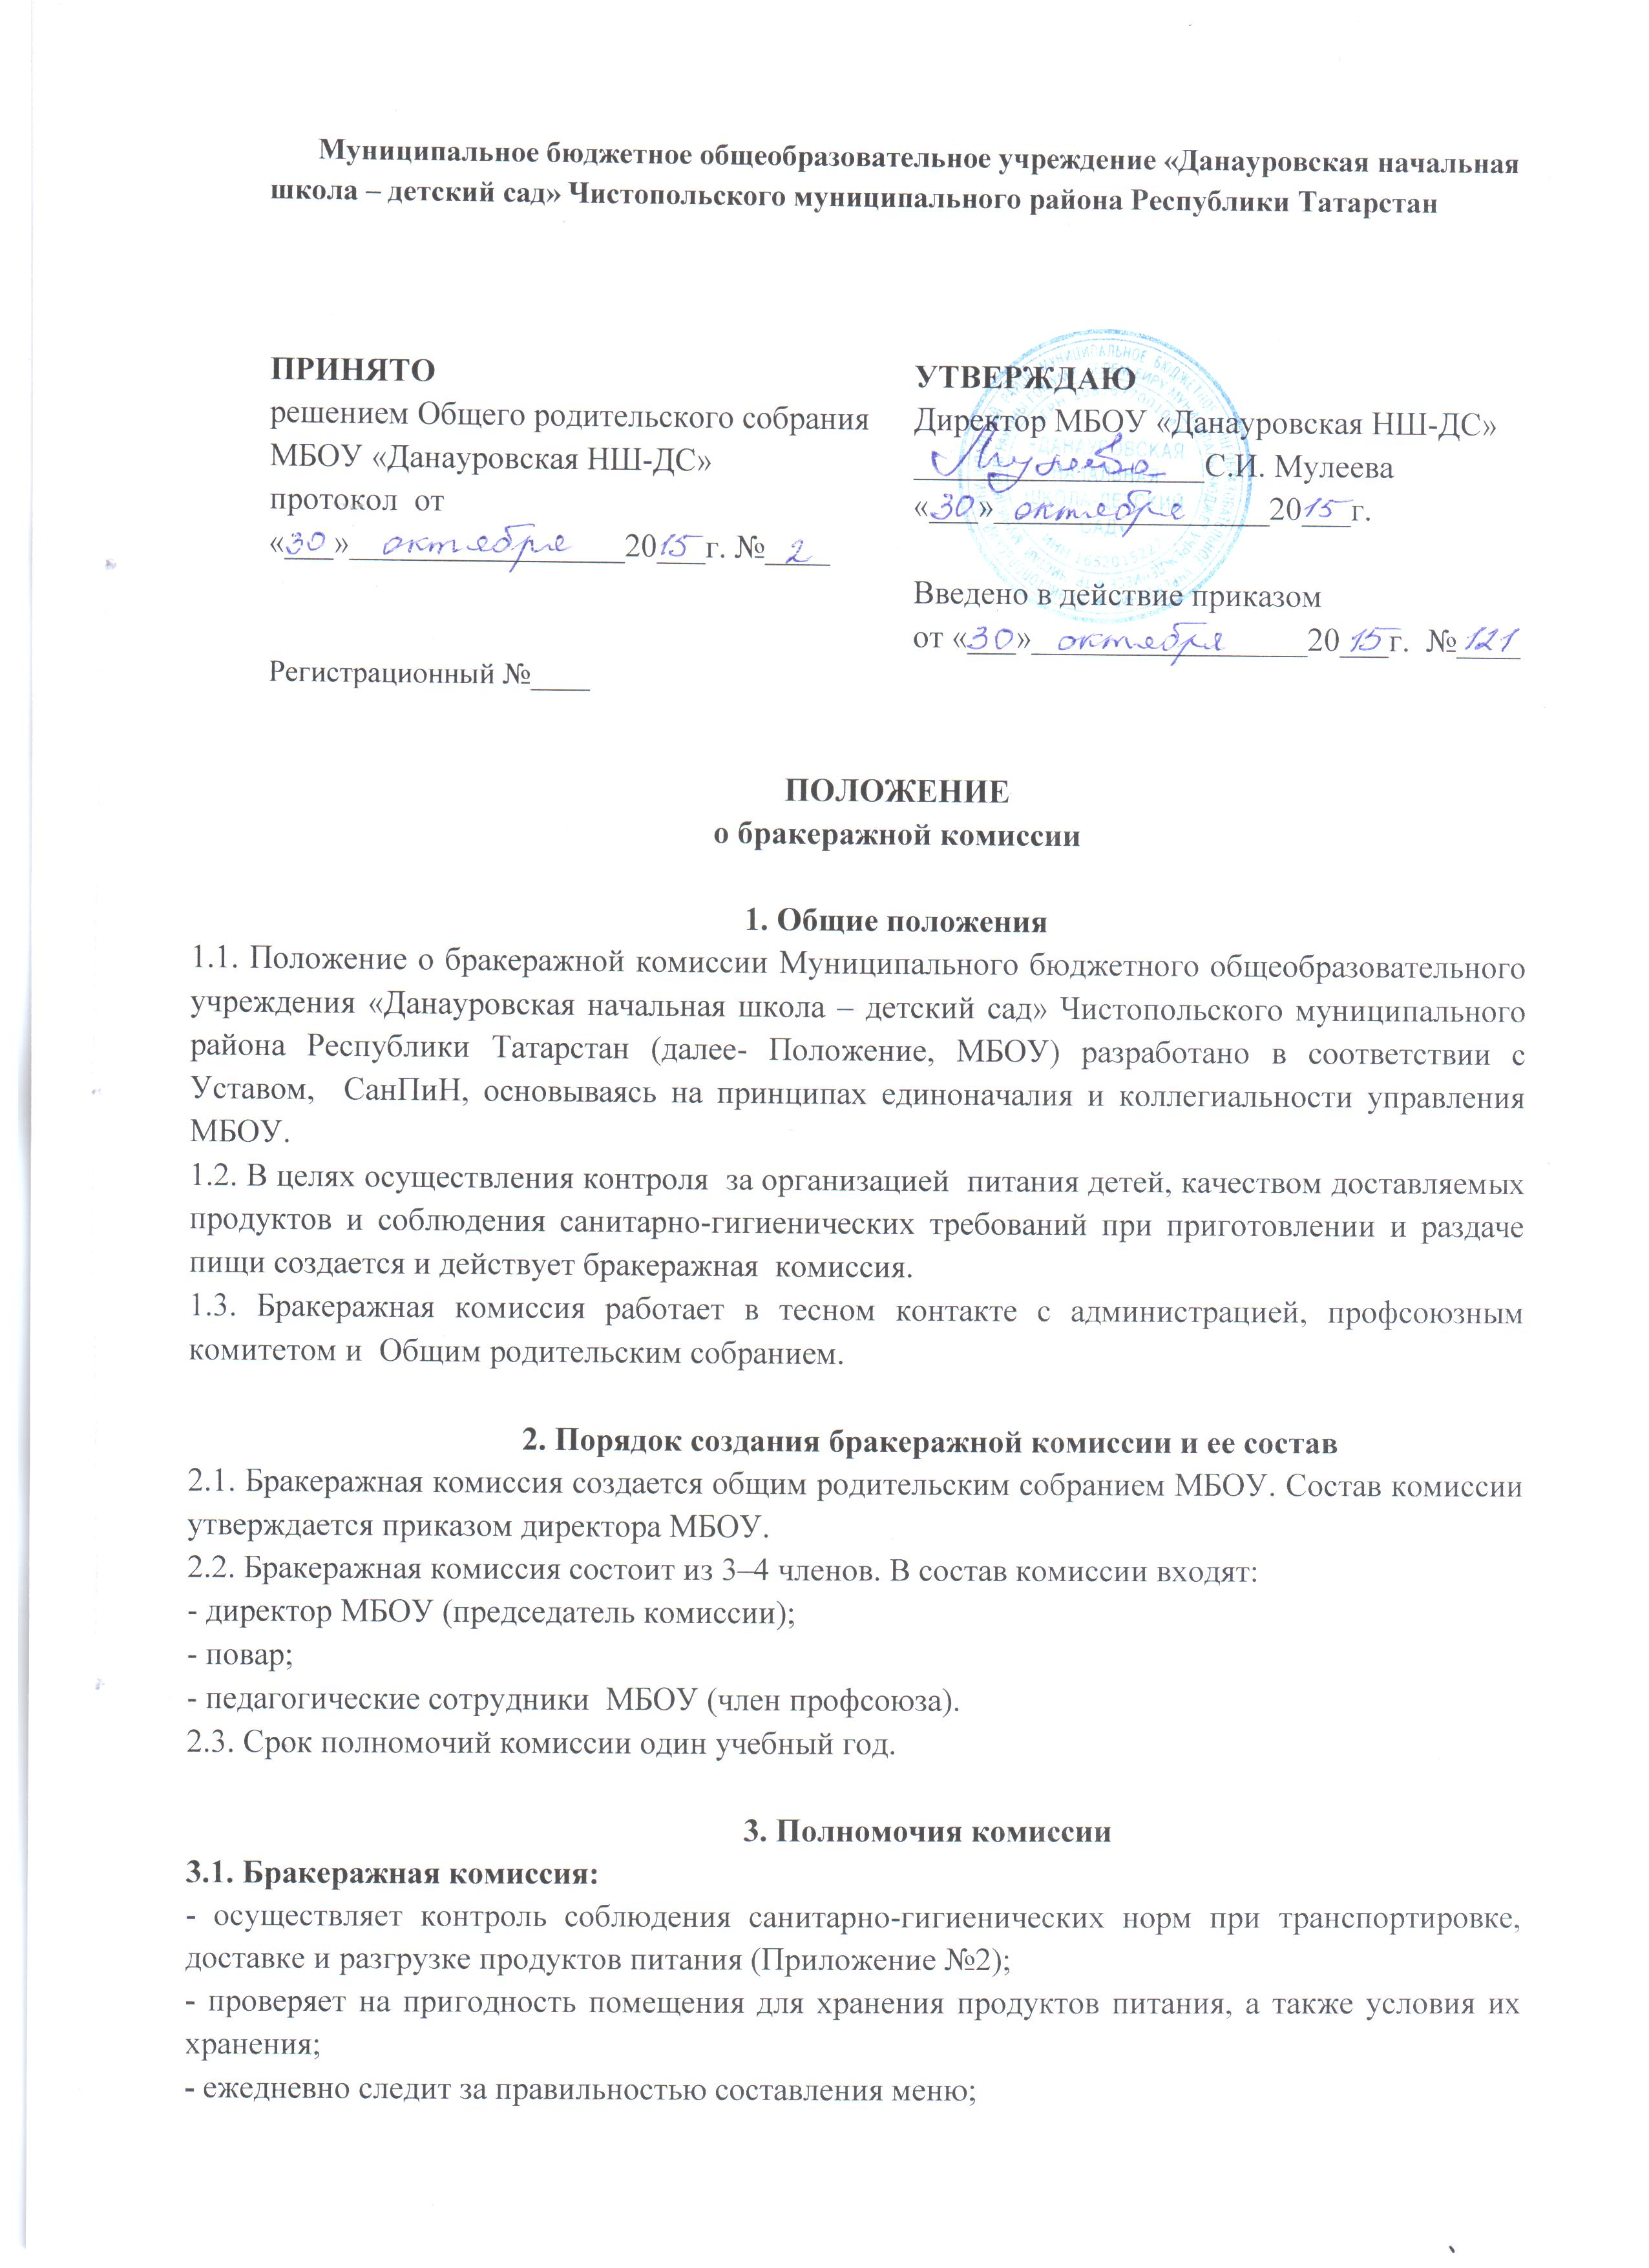 Муниципальное бюджетное общеобразовательное учреждение «Данауровская начальная
школа – детский сад» Чистопольского муниципального района Республики Татарстан
ПРИНЯТО
решением Общего родительского собрания
МБОУ «Данауровская НШ-ДС»
протокол от
«30» октября 2015 г. № 2
Регистрационный №____
УТВЕРЖДАЮ
Директор МБОУ «Данауровская НШ-ДС»
Мулеева С.И. Мулеева
«30» октября 2015 г.
Введено в действие приказом
от «30» октября 2015 г. № 121
ПОЛОЖЕНИЕ
о бракеражной комиссии
1. Общие положения
1.1. Положение о бракеражной комиссии Муниципального бюджетного общеобразовательного
учреждения «Данауровская начальная школа – детский сад» Чистопольского муниципального
района Республики Татарстан (далее- Положение, МБОУ) разработано в соответствии с
Уставом, СанПиН, основываясь на принципах единоначалия и коллегиальности управления
МБОУ.
1.2. В целях осуществления контроля за организацией питания детей, качеством доставляемых
продуктов и соблюдения санитарно-гигиенических требований при приготовлении и раздаче
пищи создается и действует бракеражная комиссия.
1.3. Бракеражная комиссия работает в тесном контакте с администрацией, профсоюзным
комитетом и Общим родительским собранием.
2. Порядок создания бракеражной комиссии и ее состав
2.1. Бракеражная комиссия создается общим родительским собранием МБОУ. Состав комиссии
утверждается приказом директора МБОУ.
2.2. Бракеражная комиссия состоит из 3–4 членов. В состав комиссии входят:
- директор МБОУ (председатель комиссии);
- повар;
- педагогические сотрудники МБОУ (член профсоюза).
2.3. Срок полномочий комиссии один учебный год.
3. Полномочия комиссии
3.1. Бракеражная комиссия:
- осуществляет контроль соблюдения санитарно-гигиенических норм при транспортировке,
доставке и разгрузке продуктов питания (Приложение №2);
- проверяет на пригодность помещения для хранения продуктов питания, а также условия их
хранения;
- ежедневно следит за правильностью составления меню;